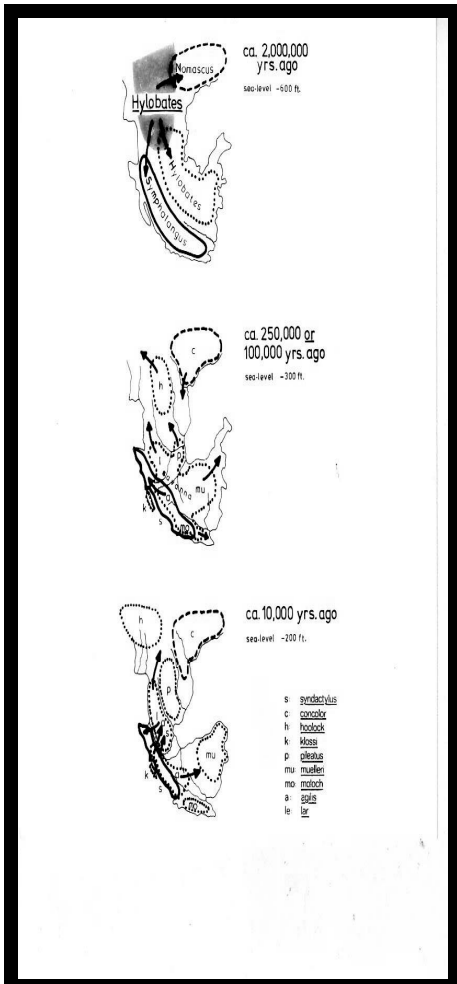 ca. 2,000,000
yrs. ago
sea-level -600 ft.
Nomascus
Hylobates
Hylobates
Symphalangus
ca. 250,000 or
100,000 yrs. ago
sea-level -300 ft.
c
h
l
p
mu
k
s
mo
ca. 10,000 yrs. ago
sea-level -200 ft.
h
c
p
l
mu
k
a
s
mo
s: syndactylus
c: concolor
h: hoolock
k: klossi
p: pileatus
mu: muelleri
mo: moloch
a: agilis
le: lar